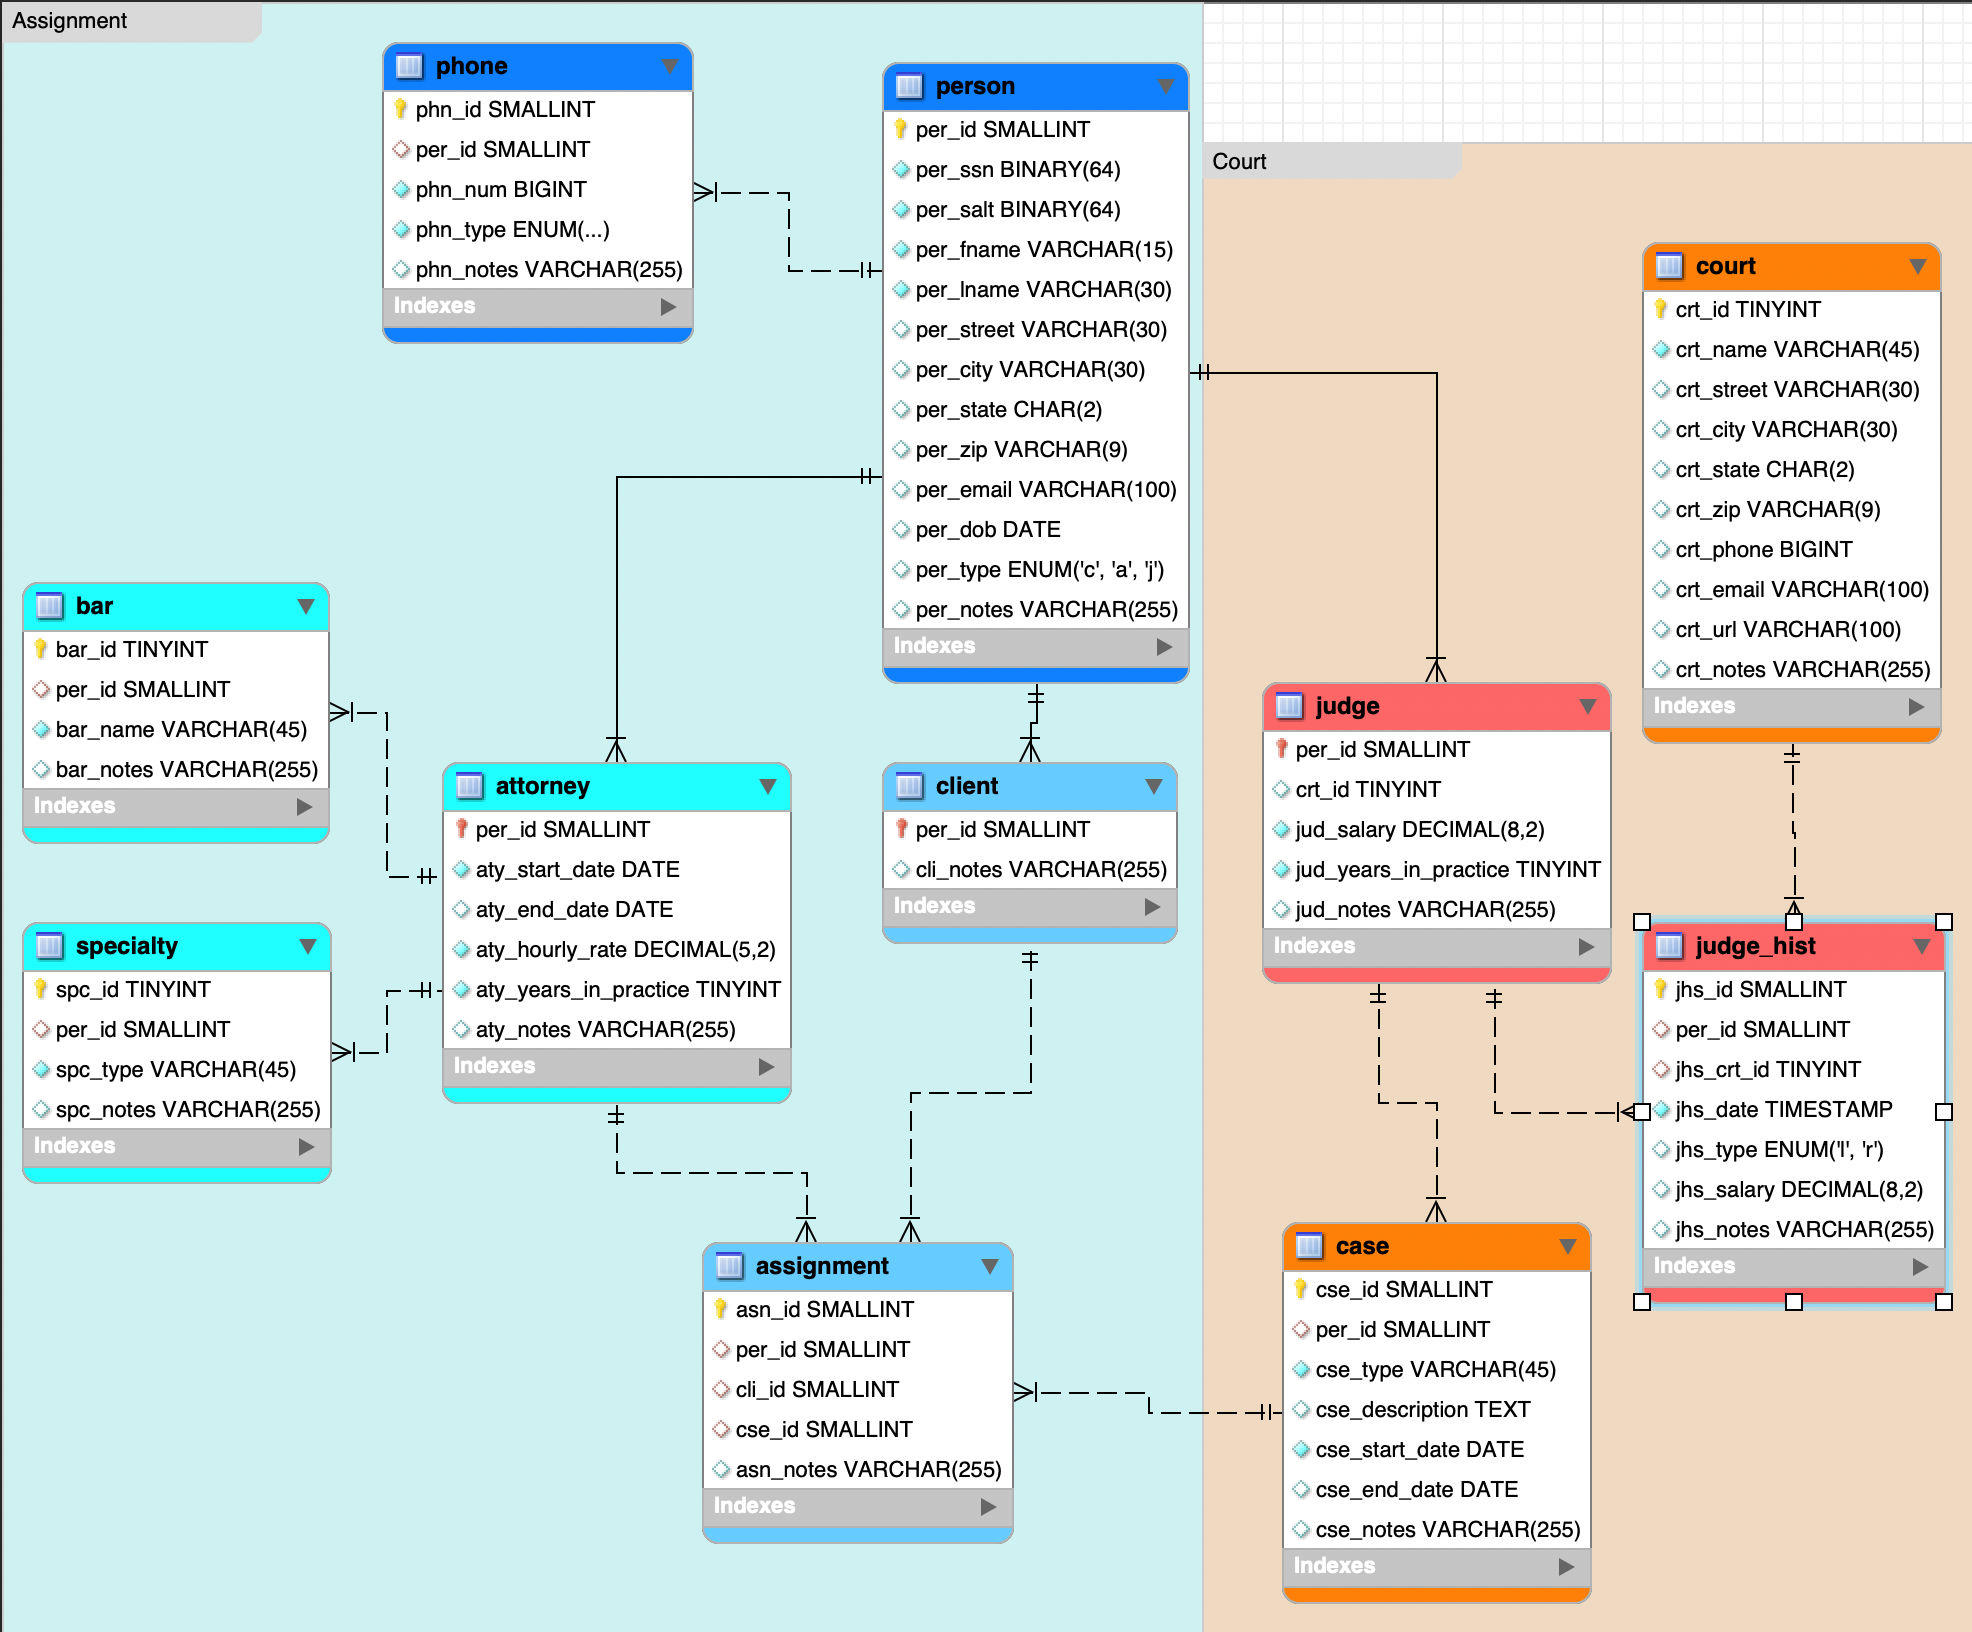 Assignment
phone
phn_id SMALLINT
per_id SMALLINT
phn_num BIGINT
phn_type ENUM(...)
phn_notes VARCHAR(255)
Indexes
person
per_id SMALLINT
per_ssn BINARY(64)
per_salt BINARY(64)
per_fname VARCHAR(15)
per_lname VARCHAR(30)
per_street VARCHAR(30)
per_city VARCHAR(30)
per_state CHAR(2)
per_zip VARCHAR(9)
per_email VARCHAR(100)
per_dob DATE
per_type ENUM('c', 'a', 'j')
per_notes VARCHAR(255)
Indexes
bar
bar_id TINYINT
per_id SMALLINT
bar_name VARCHAR(45)
bar_notes VARCHAR(255)
Indexes
specialty
spc_id TINYINT
per_id SMALLINT
spc_type VARCHAR(45)
spc_notes VARCHAR(255)
Indexes
attorney
per_id SMALLINT
aty_start_date DATE
aty_end_date DATE
aty_hourly_rate DECIMAL(5,2)
aty_years_in_practice TINYINT
aty_notes VARCHAR(255)
Indexes
client
per_id SMALLINT
cli_notes VARCHAR(255)
Indexes
assignment
asn_id SMALLINT
per_id SMALLINT
cli_id SMALLINT
cse_id SMALLINT
asn_notes VARCHAR(255)
Indexes
Court
court
crt_id TINYINT
crt_name VARCHAR(45)
crt_street VARCHAR(30)
crt_city VARCHAR(30)
crt_state CHAR(2)
crt_zip VARCHAR(9)
crt_phone BIGINT
crt_email VARCHAR(100)
crt_url VARCHAR(100)
crt_notes VARCHAR(255)
Indexes
judge
per_id SMALLINT
crt_id TINYINT
jud_salary DECIMAL(8,2)
jud_years_in_practice TINYINT
jud_notes VARCHAR(255)
Indexes
judge_hist
jhs_id SMALLINT
per_id SMALLINT
jhs_crt_id TINYINT
jhs_date TIMESTAMP
jhs_type ENUM('l', 'r')
jhs_salary DECIMAL(8,2)
jhs_notes VARCHAR(255)
Indexes
case
cse_id SMALLINT
per_id SMALLINT
cse_type VARCHAR(45)
cse_description TEXT
cse_start_date DATE
cse_end_date DATE
cse_notes VARCHAR(255)
Indexes